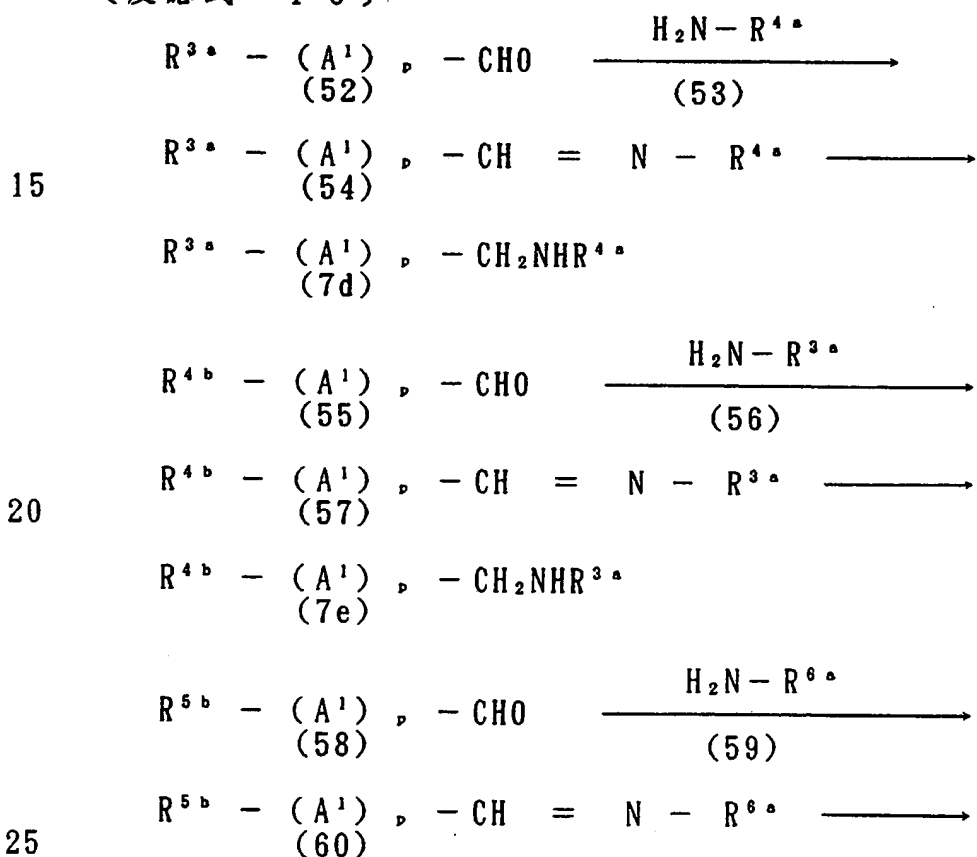 R³ᵃ − (A¹)ₚ − CHO H₂N − R⁴ᵃ
(52) (53)
15 R³ᵃ − (A¹)ₚ − CH = N − R⁴ᵃ
(54)
R³ᵃ − (A¹)ₚ − CH₂NHR⁴ᵃ
(7d)
R⁴ᵇ − (A¹)ₚ − CHO H₂N − R³ᵃ
(55) (56)
20 R⁴ᵇ − (A¹)ₚ − CH = N − R³ᵃ
(57)
R⁴ᵇ − (A¹)ₚ − CH₂NHR³ᵃ
(7e)
R⁵ᵇ − (A¹)ₚ − CHO H₂N − R⁶ᵃ
(58) (59)
25 R⁵ᵇ − (A¹)ₚ − CH = N − R⁶ᵃ
(60)